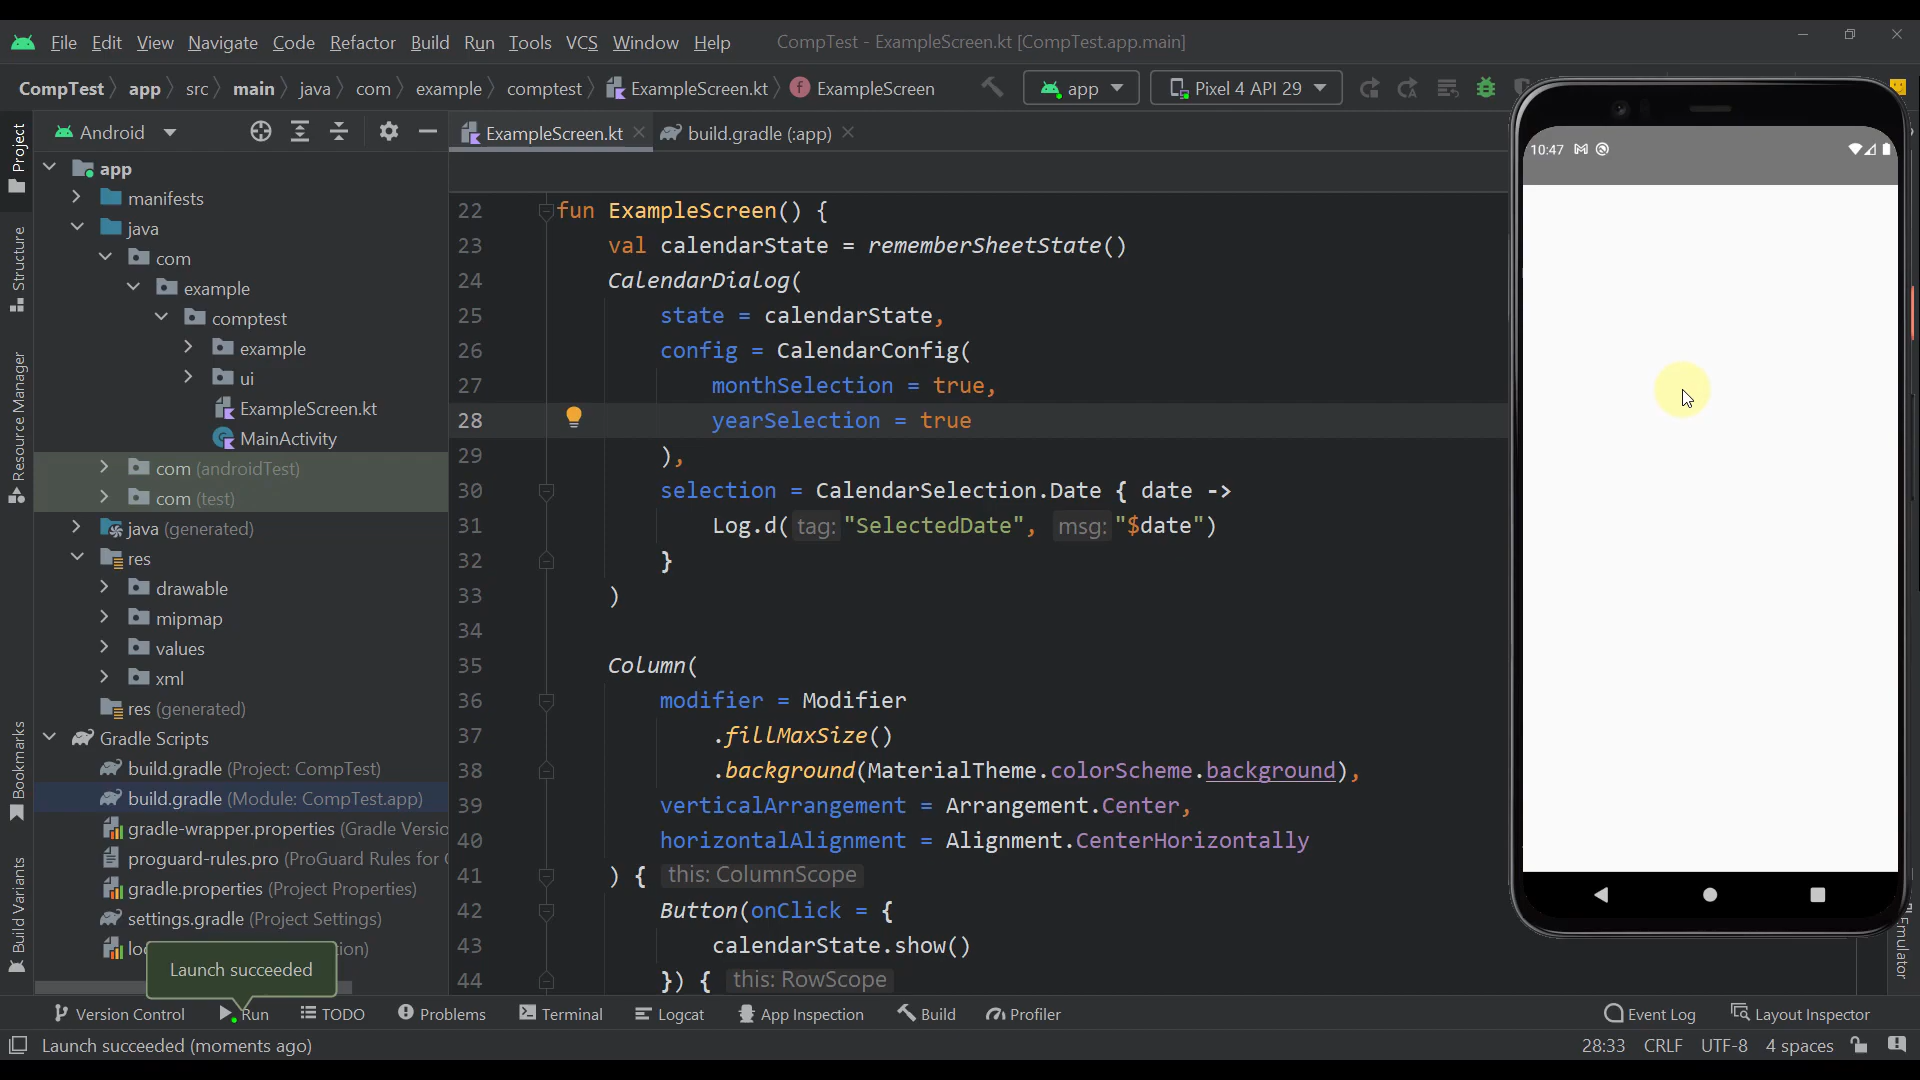 File Edit View Navigate Code Refactor Build Run Tools VCS Window Help CompTest - ExampleScreen.kt [CompTest.app.main]
CompTest app src main java com example comptest ExampleScreen.kt ExampleScreen app Pixel 4 API 29
Project
Structure
Resource Manager
Bookmarks
Build Variants
Android
app
manifests
java
com
example
comptest
example
ui
ExampleScreen.kt
MainActivity
com (androidTest)
com (test)
java (generated)
res
drawable
mipmap
values
xml
res (generated)
Gradle Scripts
build.gradle (Project: CompTest)
build.gradle (Module: CompTest.app)
gradle-wrapper.properties (Gradle Versio
proguard-rules.pro (ProGuard Rules for
gradle.properties (Project Properties)
settings.gradle (Project Settings)
Launch succeeded
ExampleScreen.kt build.gradle (:app)
22 fun ExampleScreen() {
23 val calendarState = rememberSheetState()
24 CalendarDialog(
25 state = calendarState,
26 config = CalendarConfig(
27 monthSelection = true,
28 yearSelection = true
29 ),
30 selection = CalendarSelection.Date { date ->
31 Log.d( tag: "SelectedDate", msg: "$date")
32 }
33 )
34
35 Column(
36 modifier = Modifier
37 .fillMaxSize()
38 .background(MaterialTheme.colorScheme.background),
39 verticalArrangement = Arrangement.Center,
40 horizontalAlignment = Alignment.CenterHorizontally
41 ) { this: ColumnScope
42 Button(onClick = {
43 calendarState.show()
44 }) { this: RowScope
10:47
Emulator
Version Control Run TODO Problems Terminal Logcat App Inspection Build Profiler Event Log Layout Inspector
Launch succeeded (moments ago) 28:33 CRLF UTF-8 4 spaces